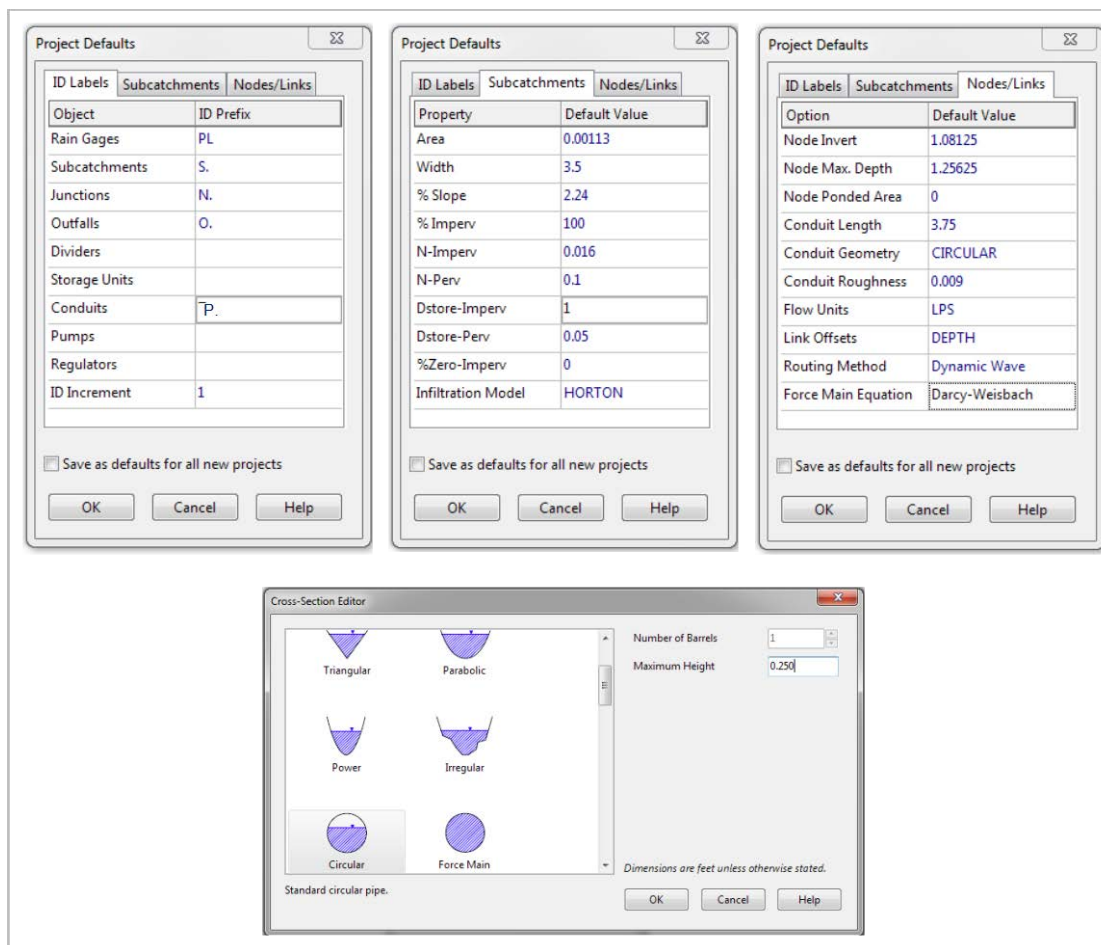 Project Defaults
ID Labels Subcatchments Nodes/Links
Object ID Prefix
Rain Gages PL
Subcatchments S.
Junctions N.
Outfalls O.
Dividers
Storage Units
Conduits P.
Pumps
Regulators
ID Increment 1
Save as defaults for all new projects
OK Cancel Help
Project Defaults
ID Labels Subcatchments Nodes/Links
Property Default Value
Area 0.00113
Width 3.5
% Slope 2.24
% Imperv 100
N-Imperv 0.016
N-Perv 0.1
Dstore-Imperv 1
Dstore-Perv 0.05
%Zero-Imperv 0
Infiltration Model HORTON
Save as defaults for all new projects
OK Cancel Help
Project Defaults
ID Labels Subcatchments Nodes/Links
Option Default Value
Node Invert 1.08125
Node Max. Depth 1.25625
Node Ponded Area 0
Conduit Length 3.75
Conduit Geometry CIRCULAR
Conduit Roughness 0.009
Flow Units LPS
Link Offsets DEPTH
Routing Method Dynamic Wave
Force Main Equation Darcy-Weisbach
Save as defaults for all new projects
OK Cancel Help
Cross-Section Editor
Triangular Parabolic
Power Irregular
Circular Force Main
Standard circular pipe.
Number of Barrels 1
Maximum Height 0.250
Dimensions are feet unless otherwise stated.
OK Cancel Help